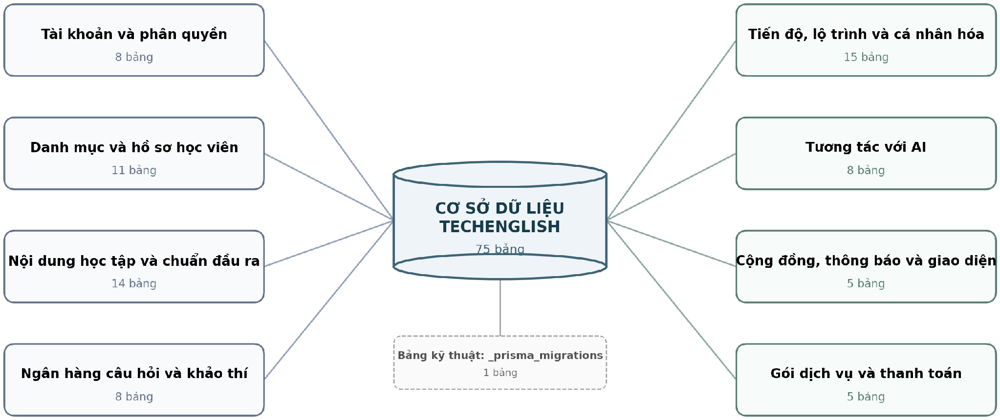 Tài khoản và phân quyền
8 bảng
Danh mục và hồ sơ học viên
11 bảng
Nội dung học tập và chuẩn đầu ra
14 bảng
Ngân hàng câu hỏi và khảo thí
8 bảng
CƠ SỞ DỮ LIỆU
TECHENGLISH
75 bảng
Bảng kỹ thuật: _prisma_migrations
1 bảng
Tiến độ, lộ trình và cá nhân hóa
15 bảng
Tương tác với AI
8 bảng
Cộng đồng, thông báo và giao diện
5 bảng
Gói dịch vụ và thanh toán
5 bảng